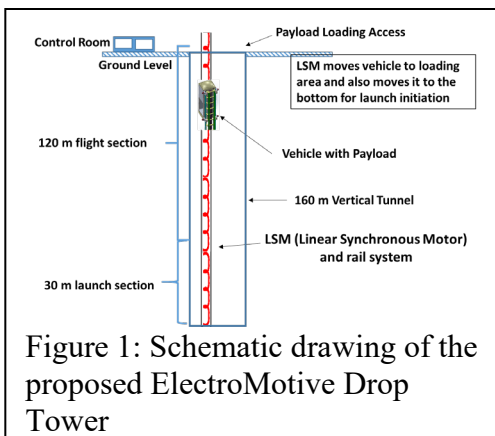 Payload Loading Access
Control Room
Ground Level
LSM moves vehicle to loading
area and also moves it to the
bottom for launch initiation
120 m flight section
Vehicle with Payload
160 m Vertical Tunnel
LSM (Linear Synchronous Motor)
and rail system
30 m launch section
Figure 1: Schematic drawing of the
proposed ElectroMotive Drop
Tower